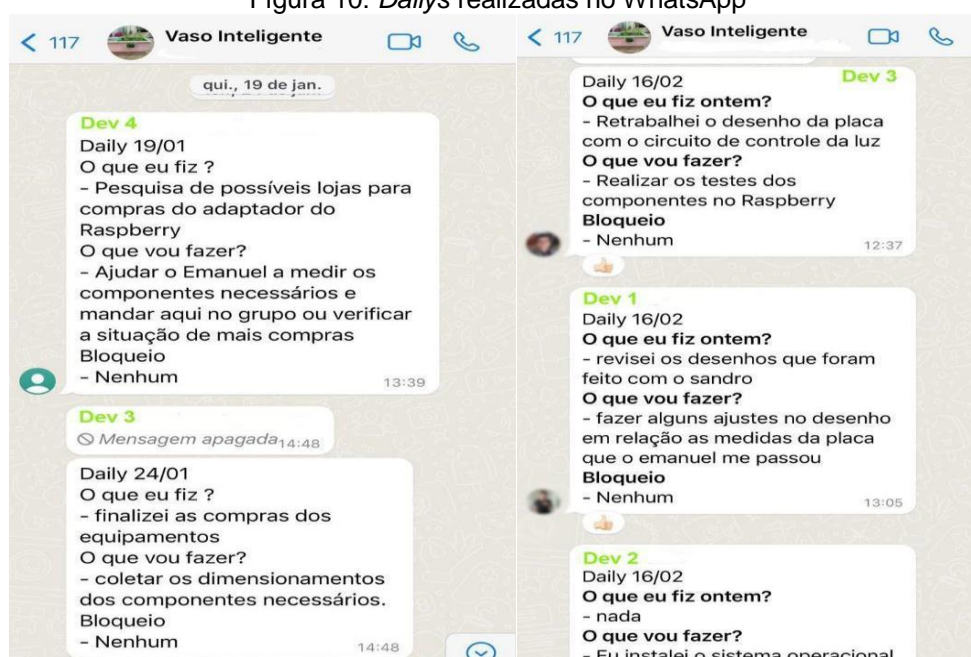 Figura 10. Dailys realizadas no WhatsApp
117
Vaso Inteligente
qui., 19 de jan.
Dev 4
Daily 19/01
O que eu fiz ?
- Pesquisa de possíveis lojas para
compras do adaptador do
Raspberry
O que vou fazer?
- Ajudar o Emanuel a medir os
componentes necessários e
mandar aqui no grupo ou verificar
a situação de mais compras
Bloqueio
- Nenhum
13:39
Dev 3
Mensagem apagada 14:48
Daily 24/01
O que eu fiz ?
- finalizei as compras dos
equipamentos
O que vou fazer?
- coletar os dimensionamentos
dos componentes necessários.
Bloqueio
- Nenhum
14:48
117
Vaso Inteligente
Daily 16/02
Dev 3
O que eu fiz ontem?
- Retrabalhei o desenho da placa
com o circuito de controle da luz
O que vou fazer?
- Realizar os testes dos
componentes no Raspberry
Bloqueio
- Nenhum
12:37
Dev 1
Daily 16/02
O que eu fiz ontem?
- revisei os desenhos que foram
feito com o sandro
O que vou fazer?
- fazer alguns ajustes no desenho
em relação as medidas da placa
que o emanuel me passou
Bloqueio
- Nenhum
13:05
Dev 2
Daily 16/02
O que eu fiz ontem?
- nada
O que vou fazer?
- Eu instalei o sistema operacional